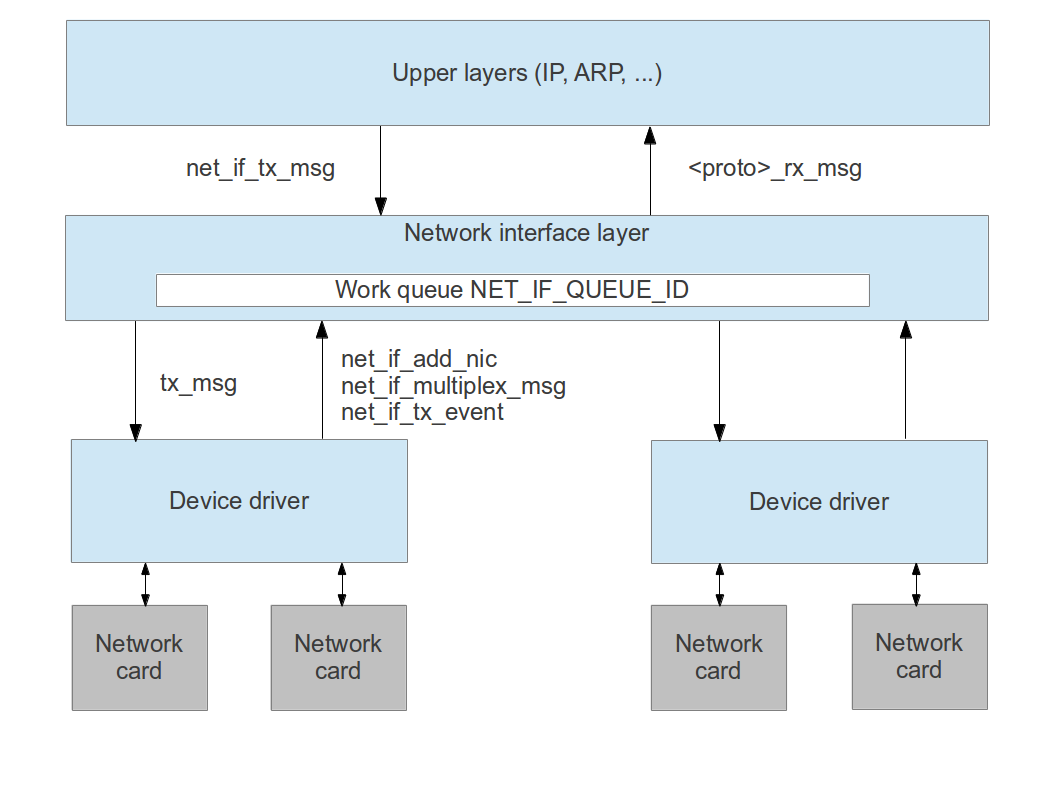 Upper layers (IP, ARP, ...)
net_if_tx_msg
<proto>_rx_msg
Network interface layer
Work queue NET_IF_QUEUE_ID
tx_msg
net_if_add_nic
net_if_multiplex_msg
net_if_tx_event
Device driver
Device driver
Network
card
Network
card
Network
card
Network
card